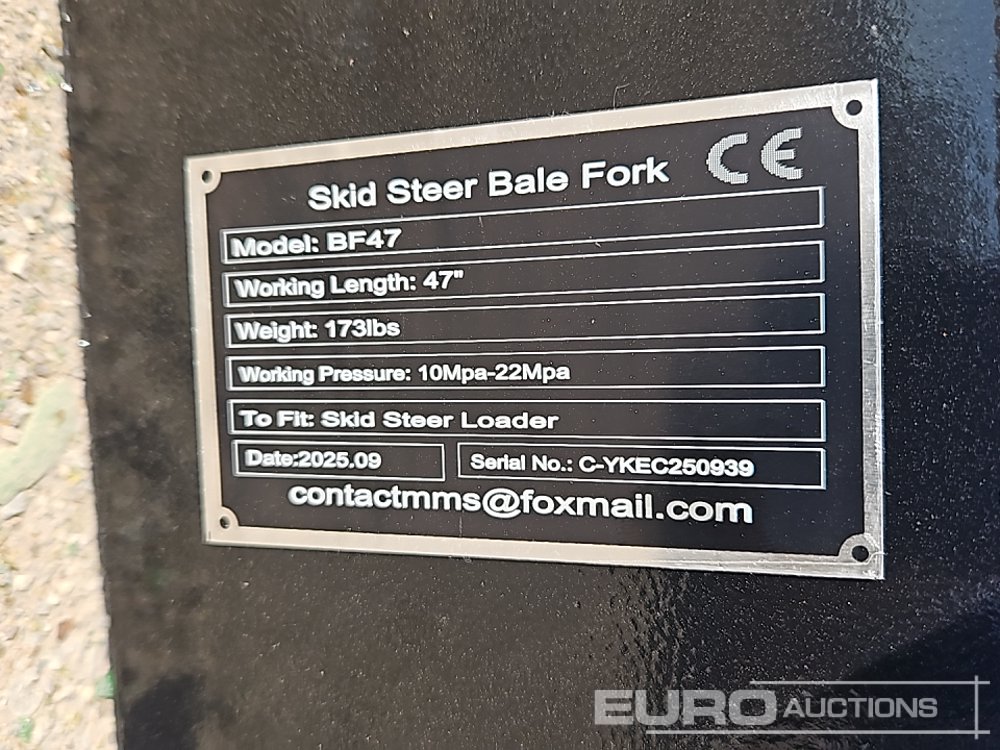 Skid Steer Bale Fork CE
Model: BF47
Working Length: 47"
Weight: 173lbs
Working Pressure: 10Mpa-22Mpa
To Fit: Skid Steer Loader
Date:2025.09 Serial No.: C-YKEC250939
contactmms@foxmail.com
EURO AUCTIONS